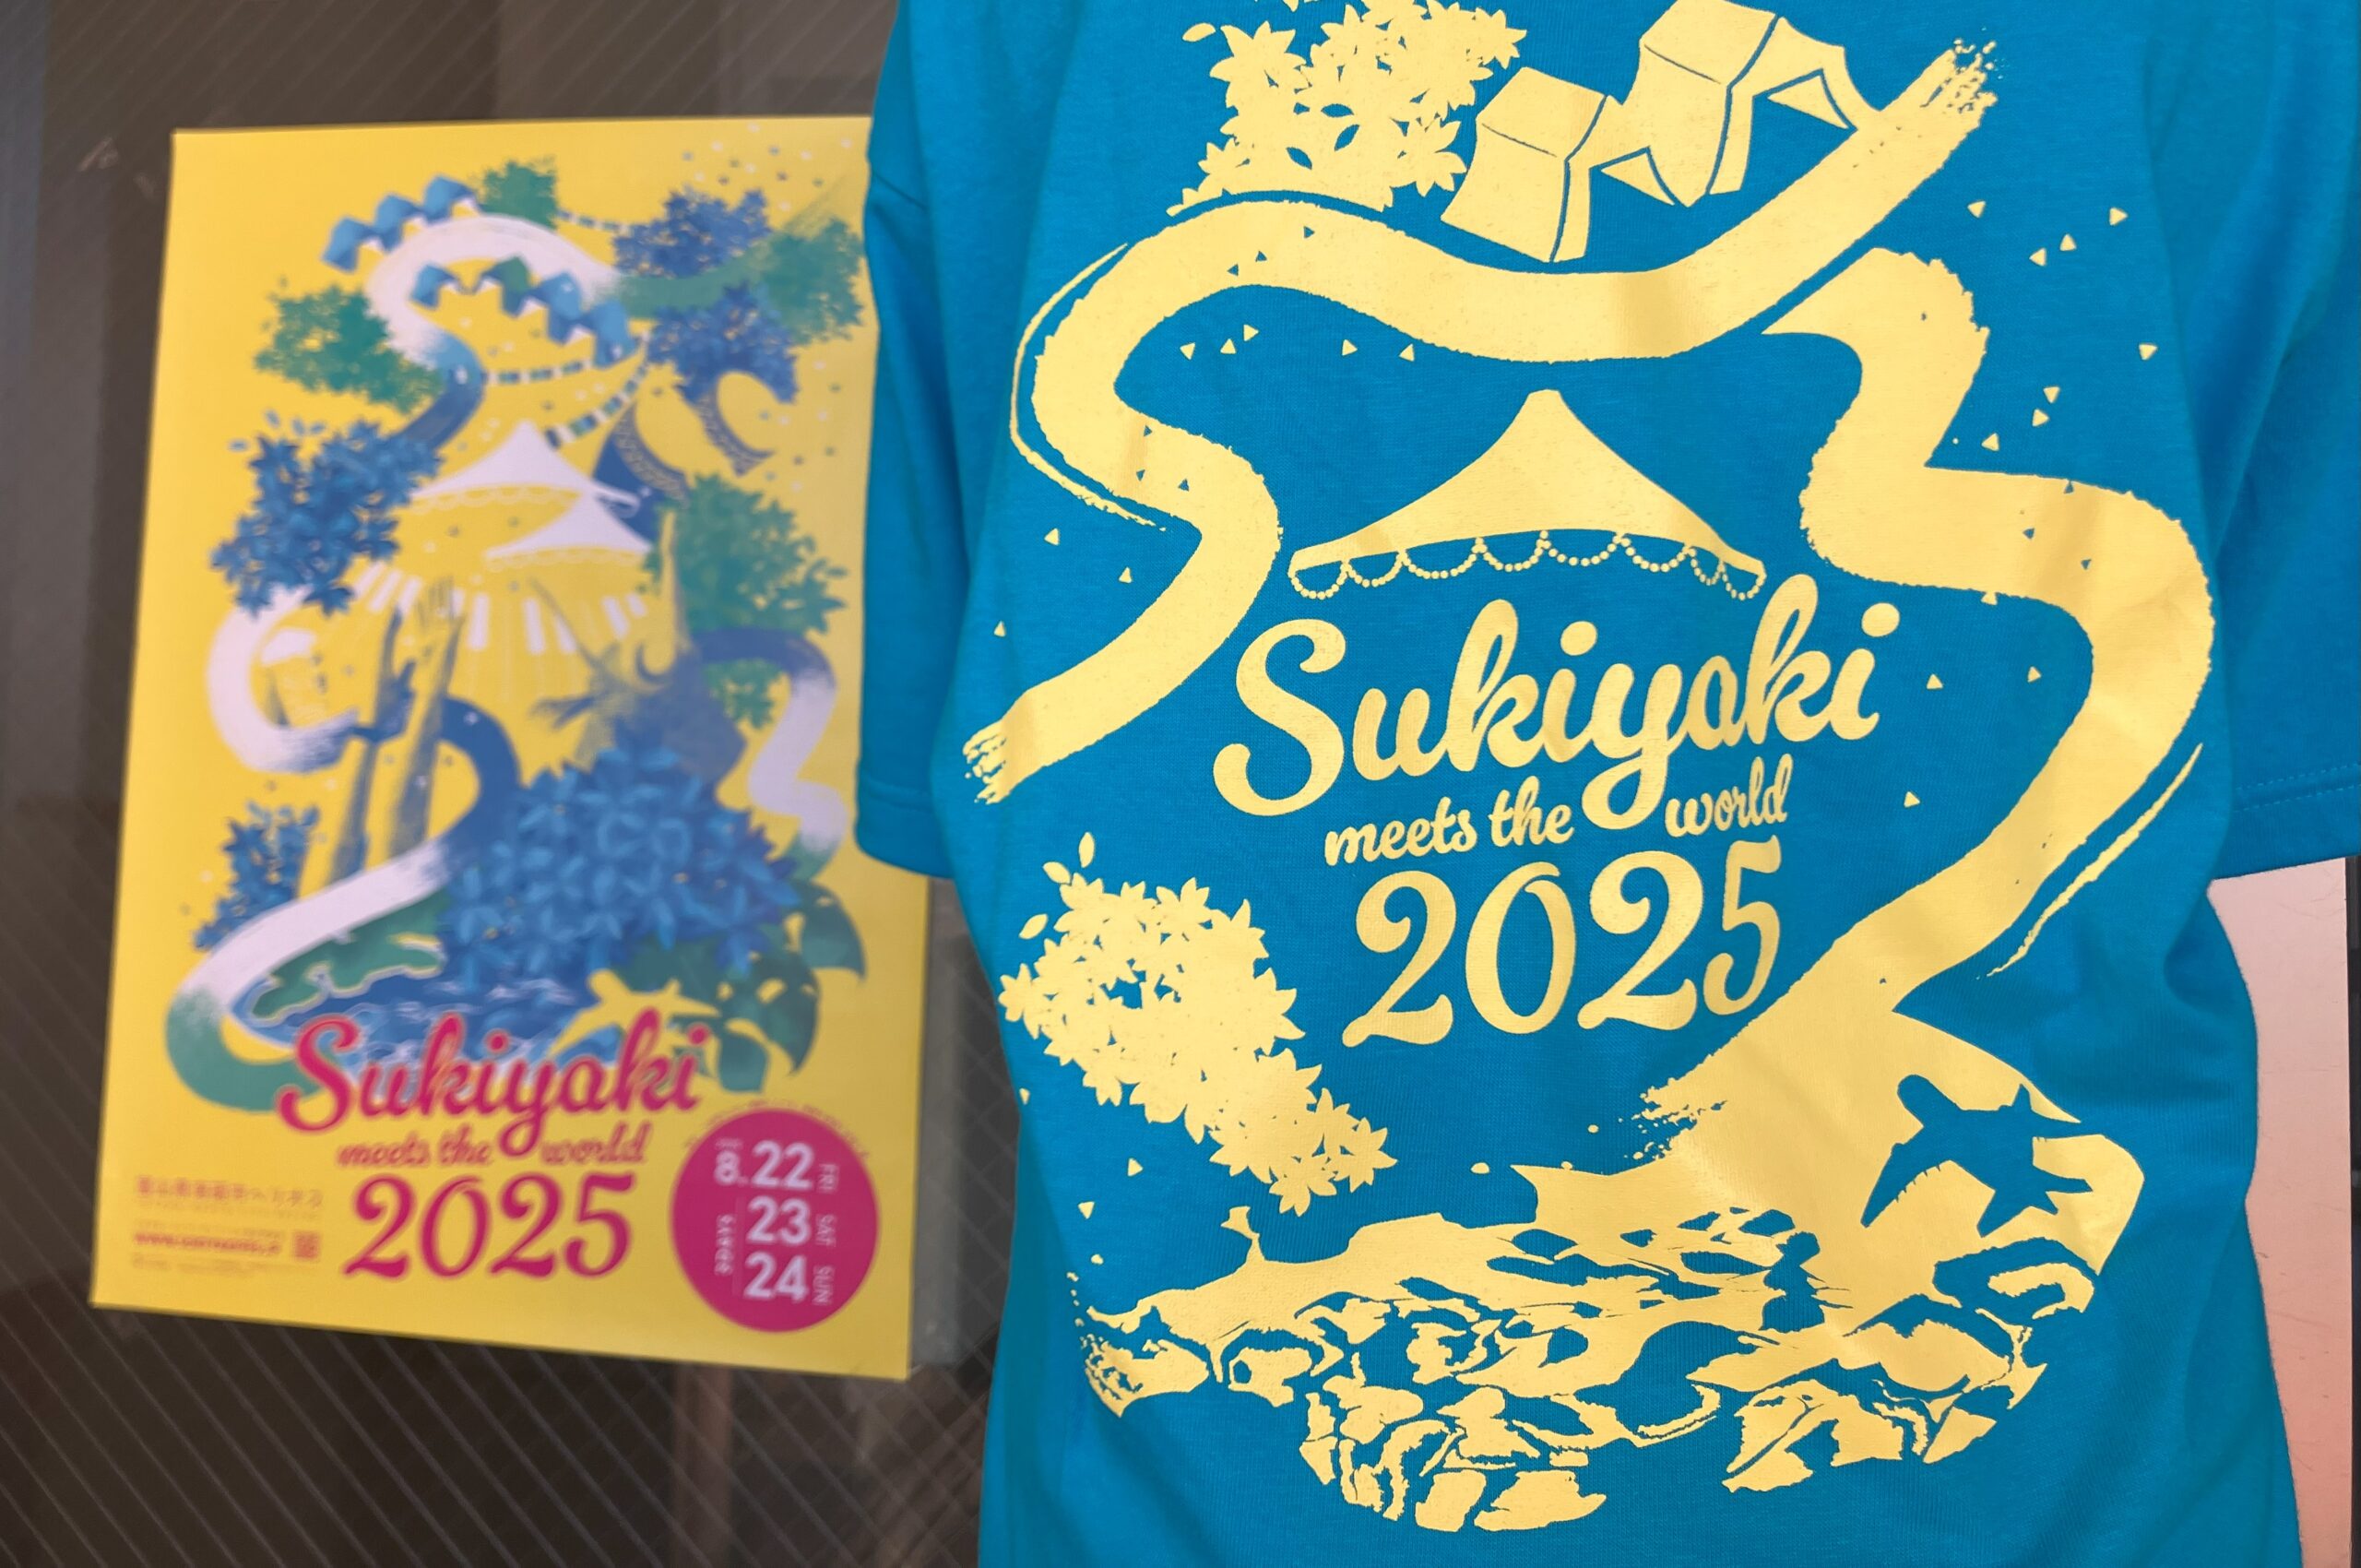 Sukiyaki
meets the world
2025
8.22 FRI
23 SAT
24 SUN
Sukiyaki
meets the world
2025